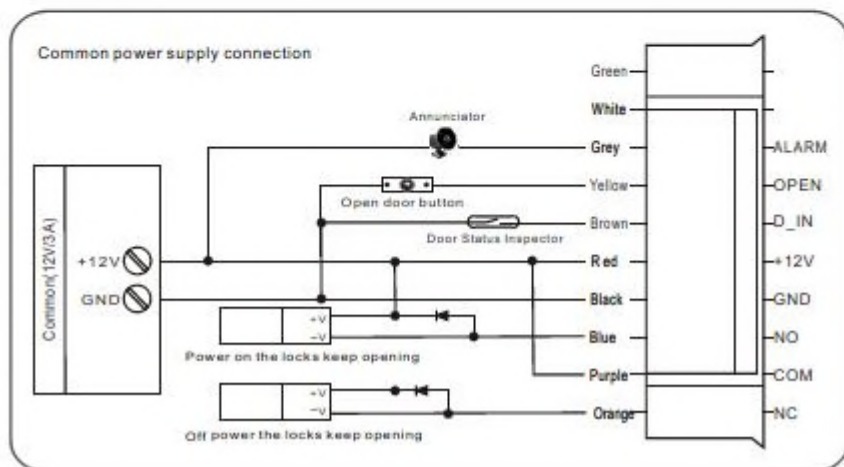 Common power supply connection
Green
White
Annunciator
Grey
ALARM
Yellow
OPEN
Open door button
Brown
D_IN
Door Status Inspector
Common(12V/3A)
+12V
Red
+12V
GND
Black
GND
+V
-V
Blue
NO
Power on the locks keep opening
Purple
COM
+V
-V
Orange
NC
Off power the locks keep opening